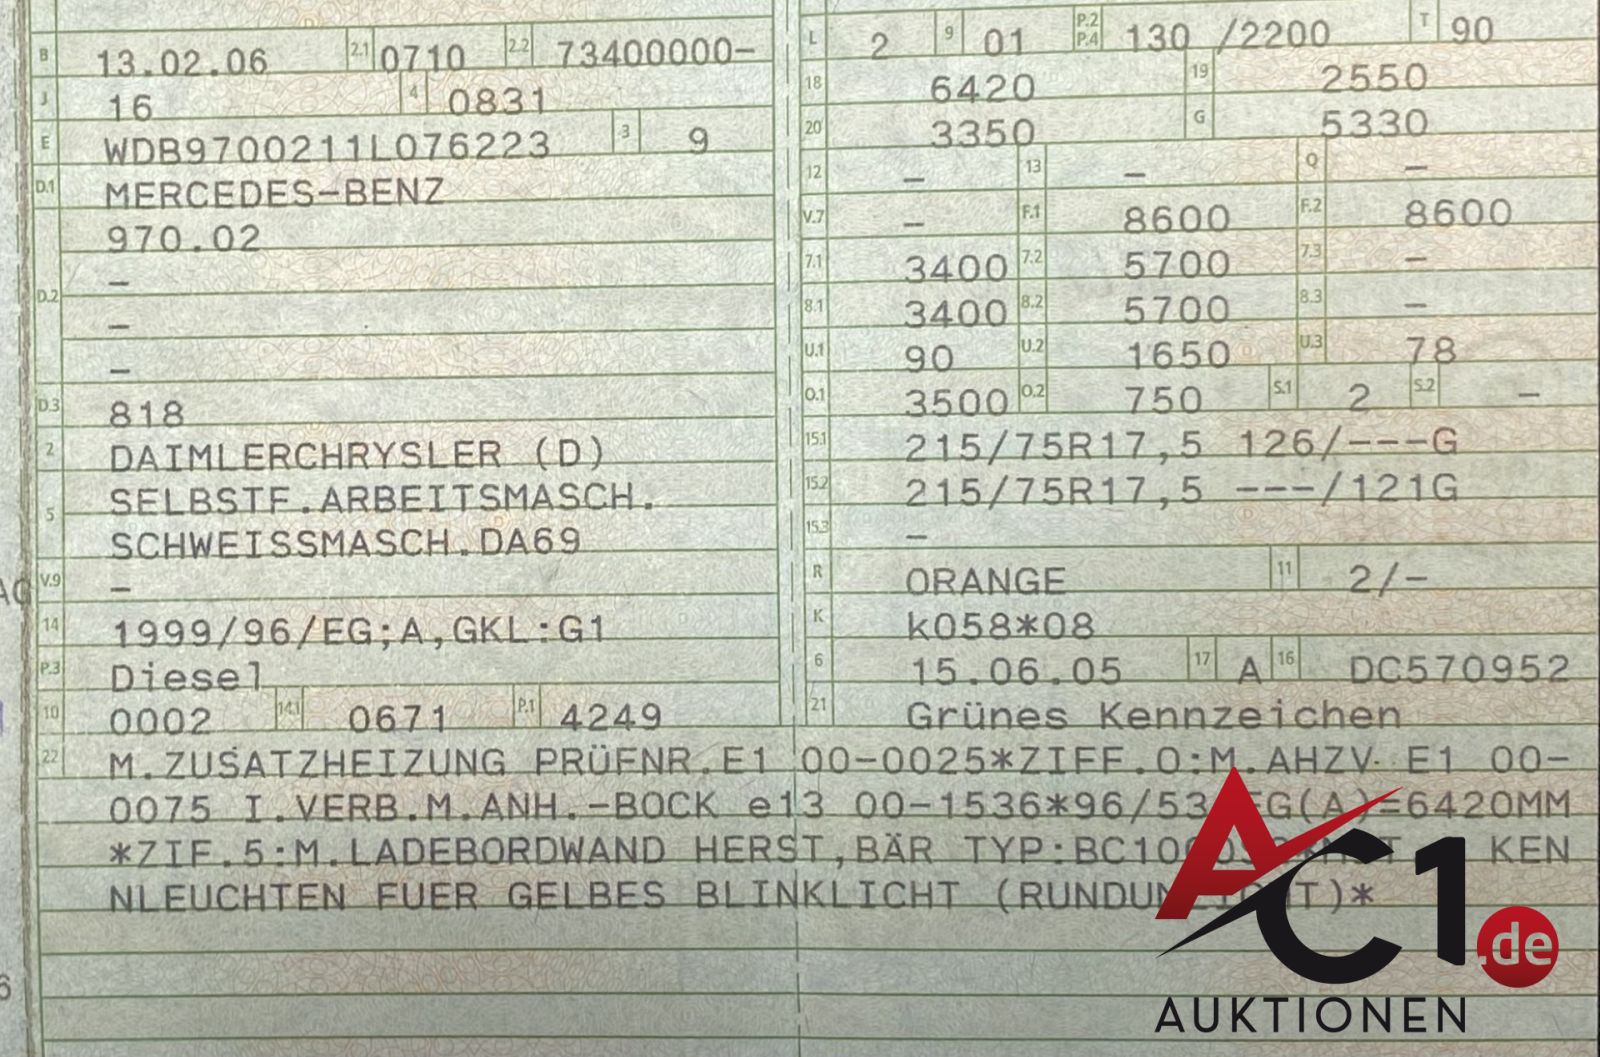 B 13.02.06 2.1 0710 2.2 73400000-
J 16 4 0831
E WDB9700211L076223 3 9
D.1 MERCEDES-BENZ
970.02
D.2 –
–
–
D.3 818
2 DAIMLERCHRYSLER (D)
5 SELBSTF.ARBEITSMASCH.
SCHWEISSMASCH.DA69
V.9 –
14 1999/96/EG;A,GKL:G1
P.3 Diesel
10 0002 14.1 0671 P.1 4249
L 2 9 01 P.2 P.4 130 /2200 T 90
18 6420 19 2550
20 3350 G 5330
12 – 13 – Q –
V.7 – F.1 8600 F.2 8600
7.1 3400 7.2 5700 7.3 –
8.1 3400 8.2 5700 8.3 –
U.1 90 U.2 1650 U.3 78
O.1 3500 O.2 750 S.1 2 S.2 –
15.1 215/75R17,5 126/---G
15.2 215/75R17,5 ---/121G
15.3 –
R ORANGE 11 2/–
K k058*08
6 15.06.05 17 A 16 DC570952
21 Grünes Kennzeichen
22 M.ZUSATZHEIZUNG PRÜFNR.E1 00-0025*ZIFF.O:M.AHZV. E1 00-
0075 I.VERB.M.ANH.-BOCK e13 00-1536*96/53 EG(A)=6420MM
*ZIF.5:M.LADEBORDWAND HERST,BÄR TYP: KEN
NLEUCHTEN FUER GELBES BLINKLICHT
AC1.de
AUKTIONEN